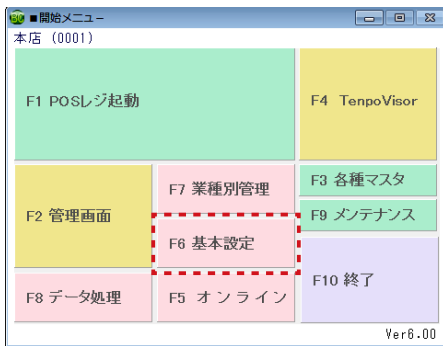 ■開始メニュー
本店 (0001)
F1 POSレジ起動
F4 TenpoVisor
F2 管理画面
F7 業種別管理
F3 各種マスタ
F9 メンテナンス
F6 基本設定
F10 終了
F8 データ処理
F5 オンライン
Ver6.00